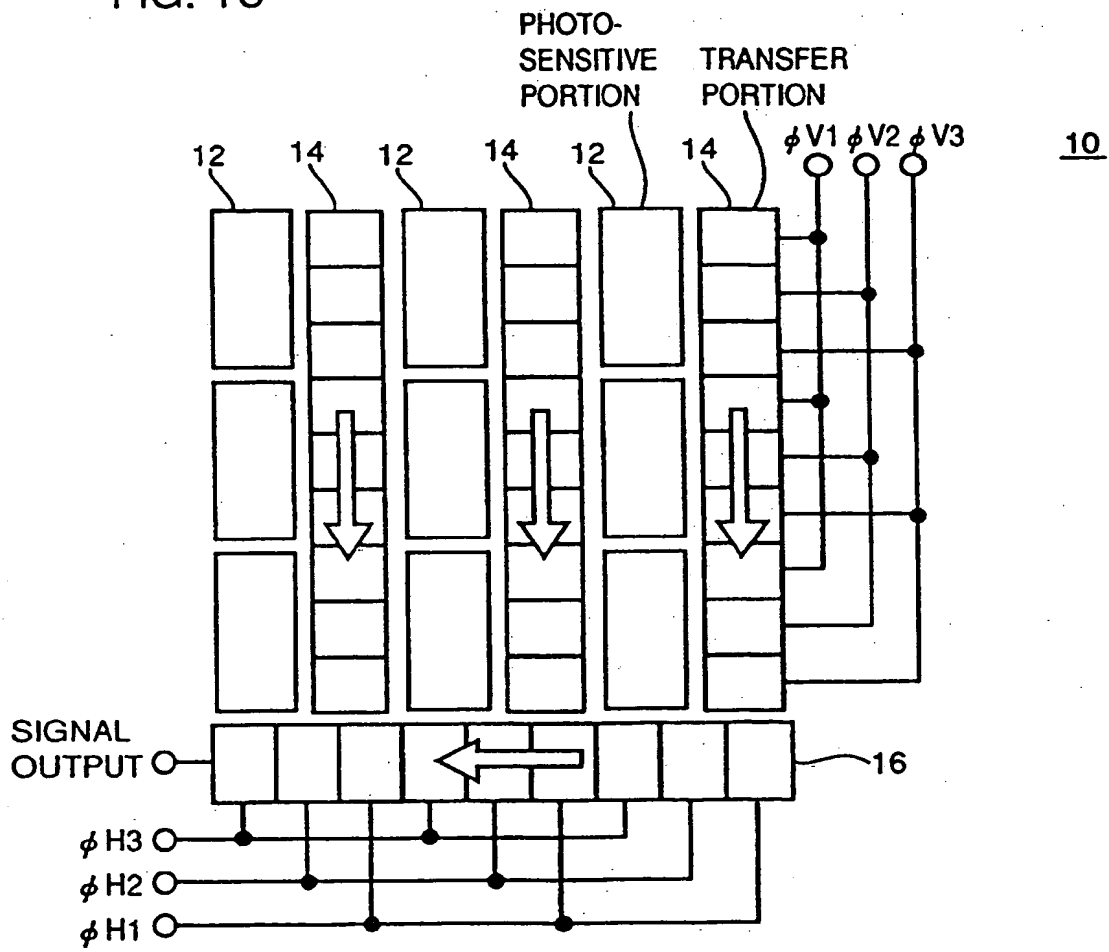 PHOTO-
SENSITIVE
PORTION
TRANSFER
PORTION
φV1 φV2 φV3
10
12 14 12 14 12 14
SIGNAL
OUTPUT
16
φH3
φH2
φH1